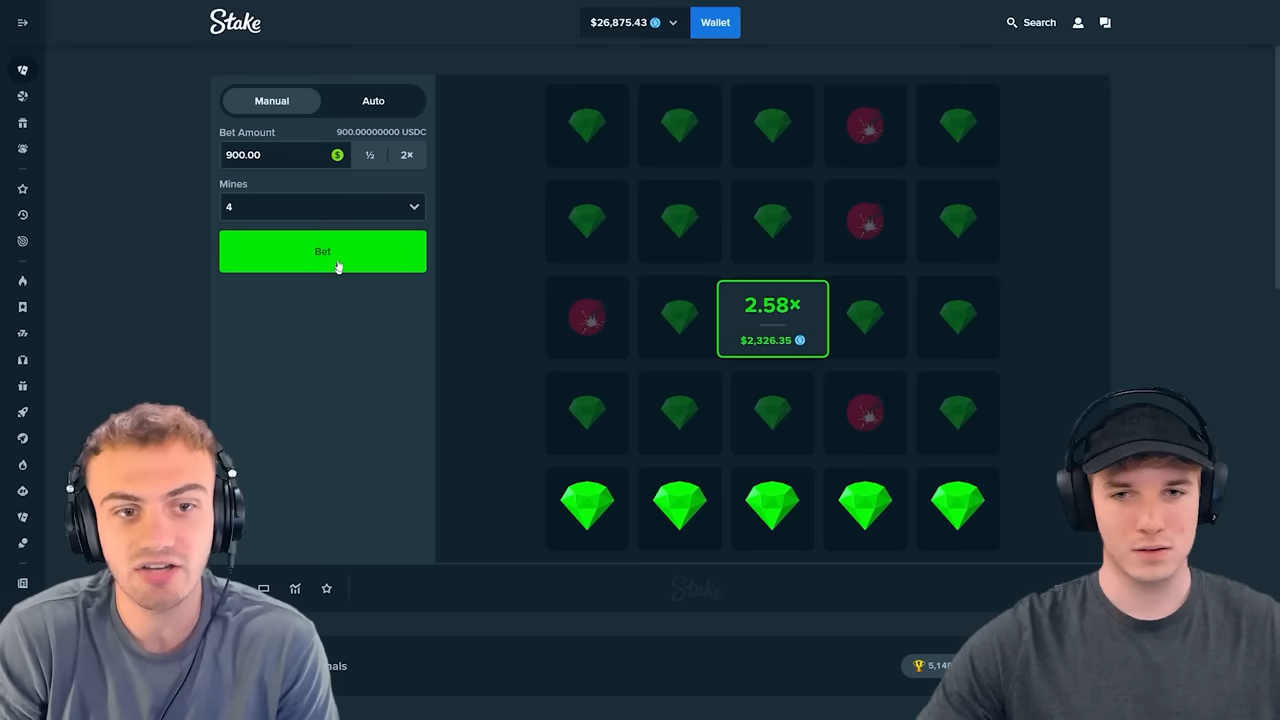 Stake
$26,875.43
Wallet
Search
Manual
Auto
Bet Amount
900.00000000 USDC
900.00
$
½
2×
Mines
4
Bet
2.58×
$2,326.35
Stake
nals